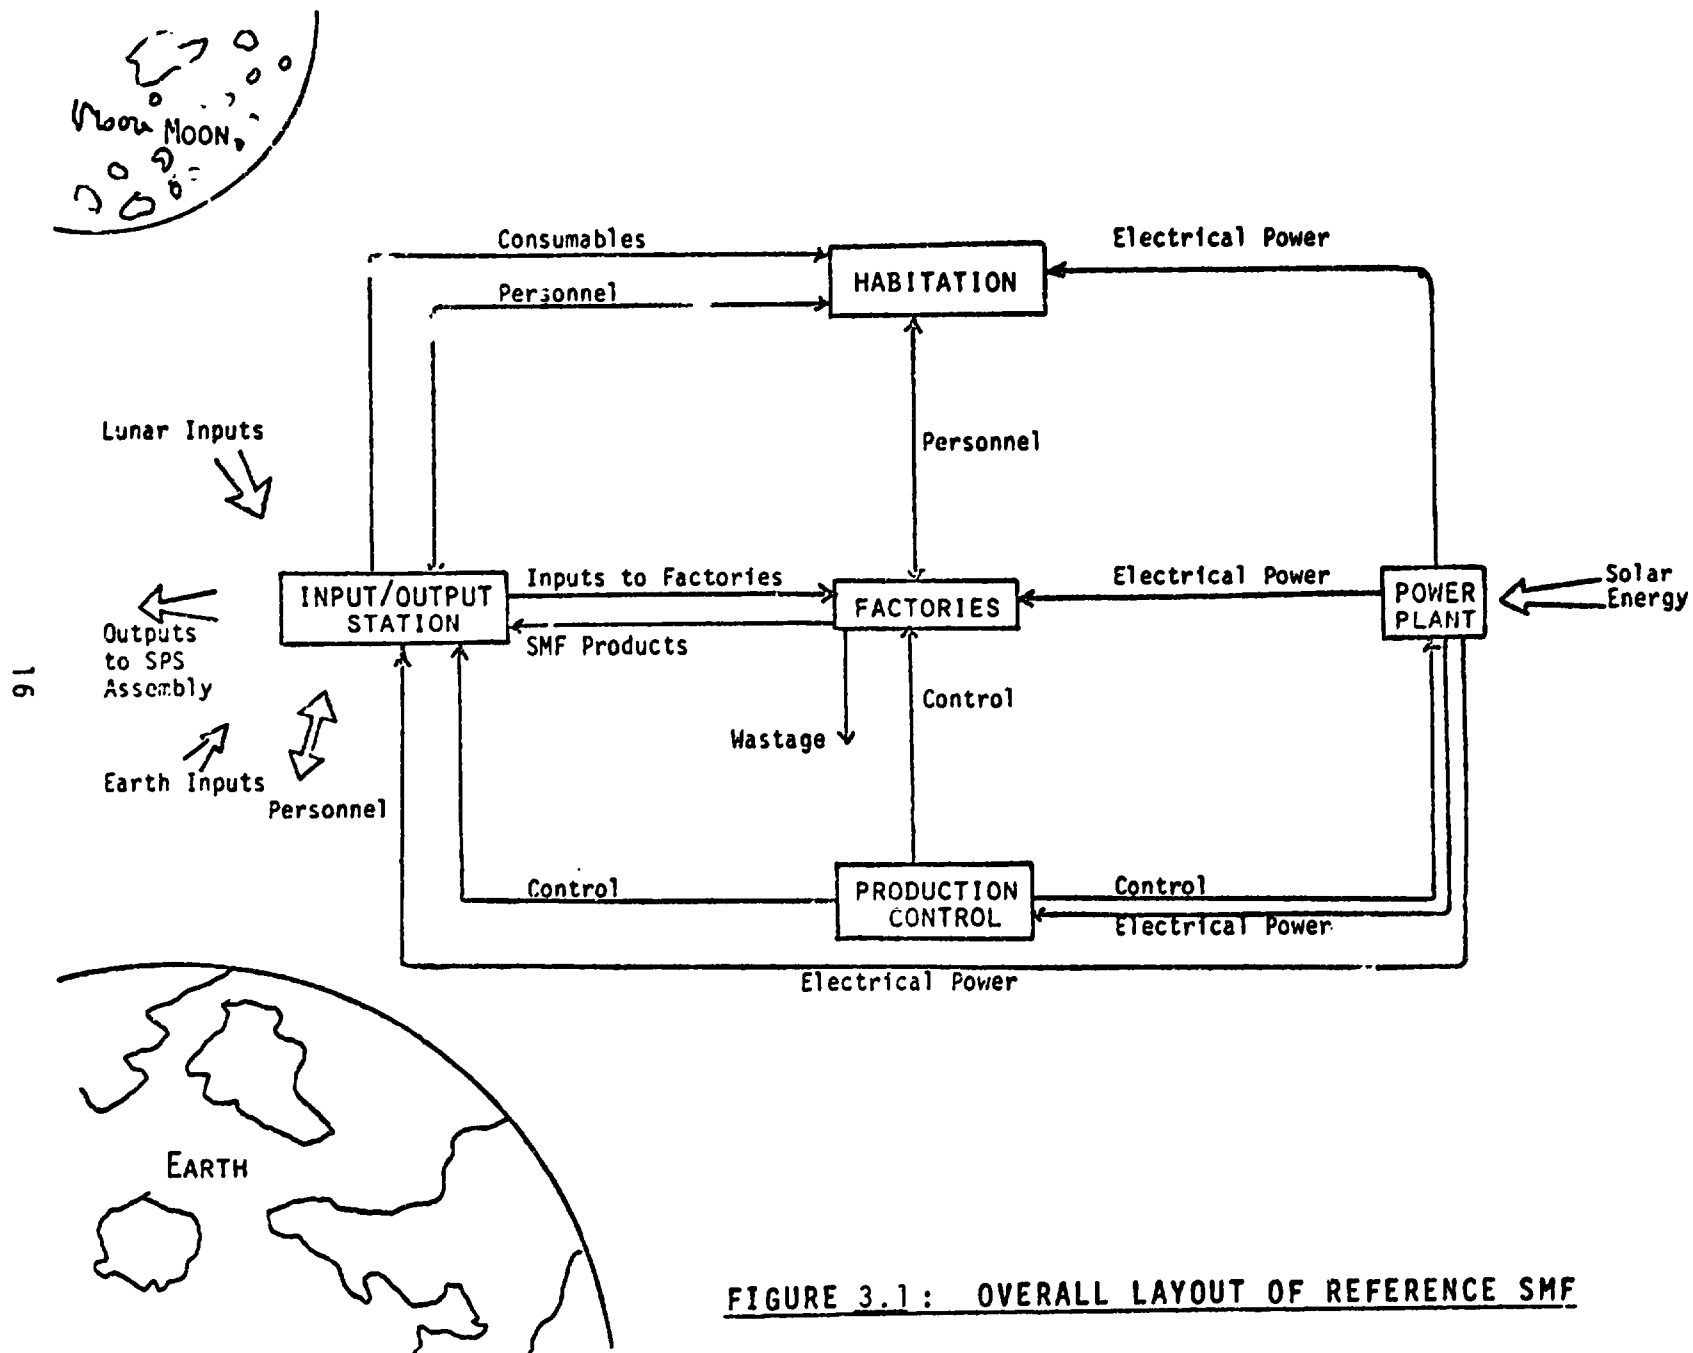 Moon MOON
Consumables
Electrical Power
HABITATION
Personnel
Lunar Inputs
Personnel
Inputs to Factories
Electrical Power
Solar
Energy
INPUT/OUTPUT
STATION
FACTORIES
POWER
PLANT
Outputs
to SPS
Assembly
SMF Products
16
Control
Wastage
Earth Inputs
Personnel
Control
PRODUCTION
CONTROL
Control
Electrical Power
Electrical Power
EARTH
FIGURE 3.1: OVERALL LAYOUT OF REFERENCE SMF